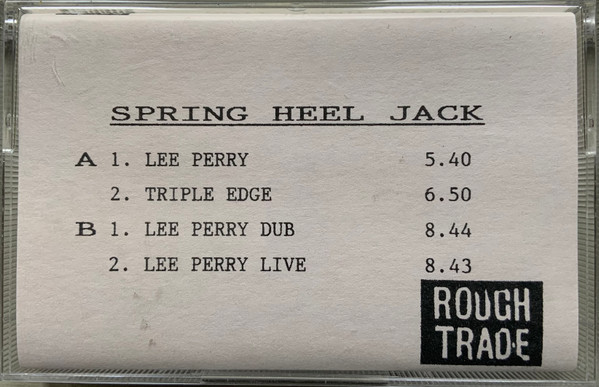 SPRING HEEL JACK
A 1. LEE PERRY 5.40
2. TRIPLE EDGE 6.50
B 1. LEE PERRY DUB 8.44
2. LEE PERRY LIVE 8.43
ROUGH
TRADE